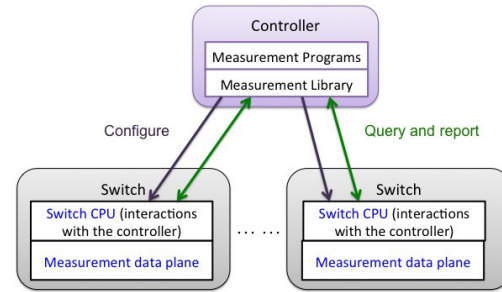 Controller
Measurement Programs
Measurement Library
Configure
Query and report
Switch
Switch CPU (interactions
with the controller)
Measurement data plane
... ...
Switch
Switch CPU (interactions
with the controller)
Measurement data plane